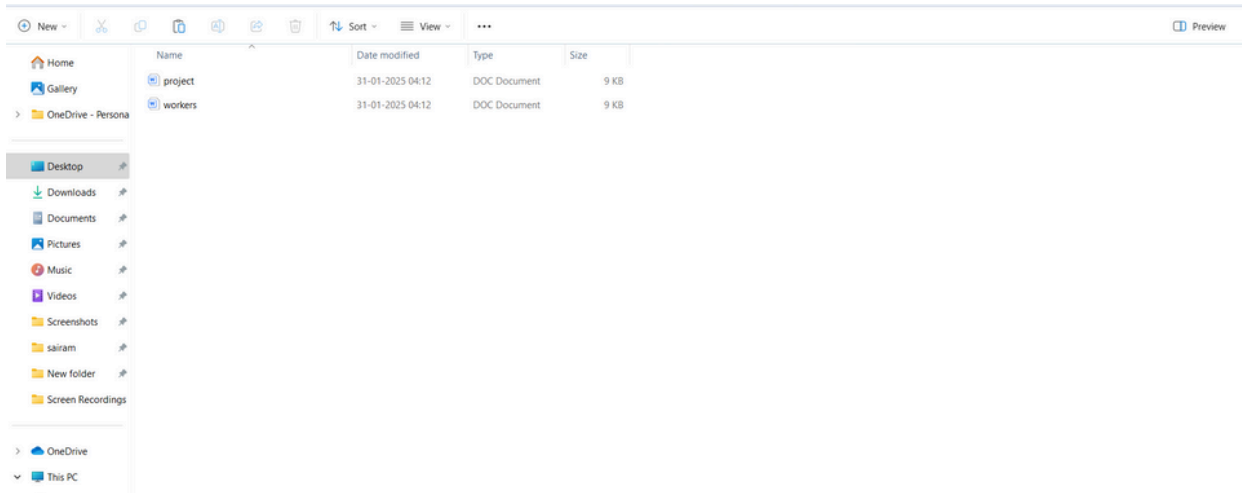 New Sort View ... Preview
Name Date modified Type Size
project 31-01-2025 04:12 DOC Document 9 KB
workers 31-01-2025 04:12 DOC Document 9 KB
Home
Gallery
OneDrive - Persona
Desktop
Downloads
Documents
Pictures
Music
Videos
Screenshots
sairam
New folder
Screen Recordings
OneDrive
This PC